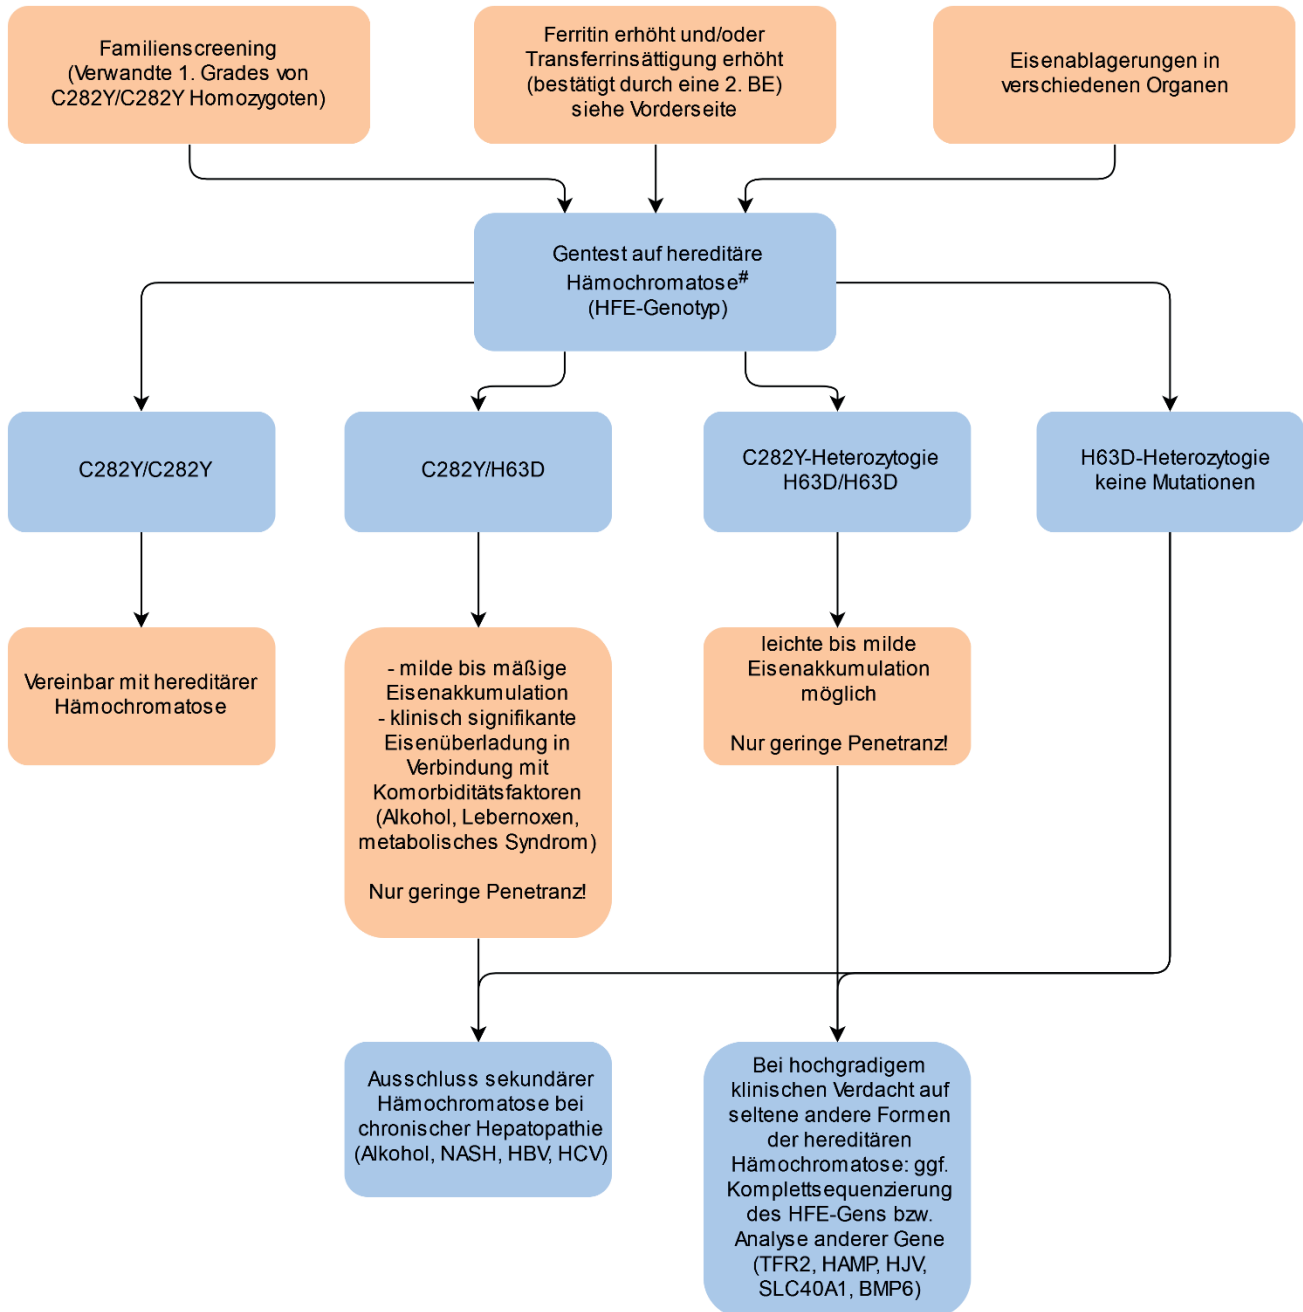 Familienscreening
(Verwandte 1. Grades von
C282Y/C282Y Homozygoten)
Ferritin erhöht und/oder
Transferrinsättigung erhöht
(bestätigt durch eine 2. BE)
siehe Vorderseite
Eisenablagerungen in
verschiedenen Organen
Gentest auf hereditäre
Hämochromatose#
(HFE-Genotyp)
C282Y/C282Y
C282Y/H63D
C282Y-Heterozytogie
H63D/H63D
H63D-Heterozytogie
keine Mutationen
Vereinbar mit hereditärer
Hämochromatose
- milde bis mäßige
Eisenakkumulation
- klinisch signifikante
Eisenüberladung in
Verbindung mit
Komorbiditätsfaktoren
(Alkohol, Lebernoxen,
metabolisches Syndrom)
Nur geringe Penetranz!
leichte bis milde
Eisenakkumulation
möglich
Nur geringe Penetranz!
Ausschluss sekundärer
Hämochromatose bei
chronischer Hepatopathie
(Alkohol, NASH, HBV, HCV)
Bei hochgradigem
klinischen Verdacht auf
seltene andere Formen
der hereditären
Hämochromatose: ggf.
Komplettsequenzierung
des HFE-Gens bzw.
Analyse anderer Gene
(TFR2, HAMP, HJV,
SLC40A1, BMP6)